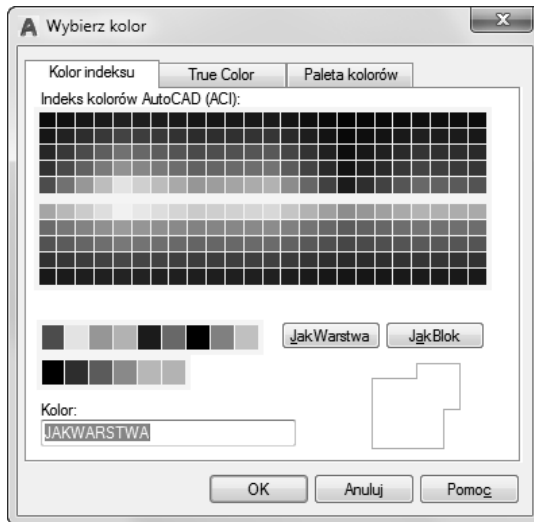 A Wybierz kolor
Kolor indeksu True Color Paleta kolorów
Indeks kolorów AutoCAD (ACI):
JakWarstwa JakBlok
Kolor:
JAKWARSTWA
OK Anuluj Pomoc